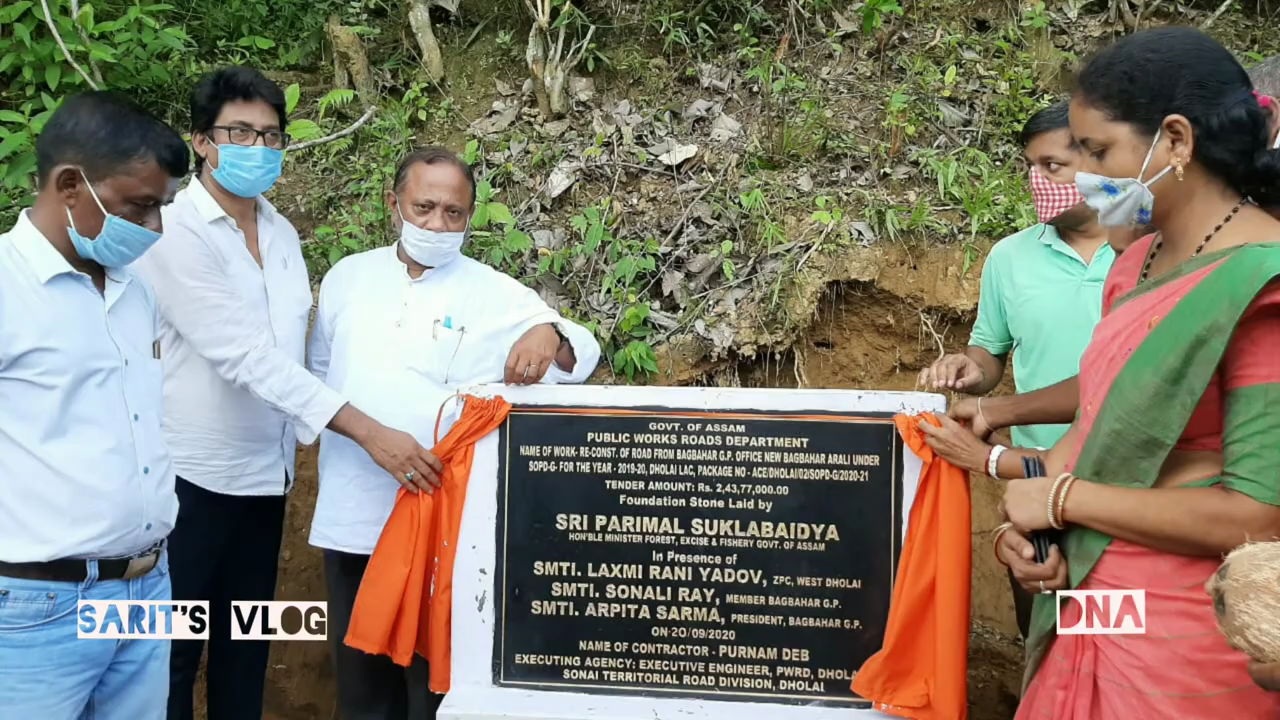 GOVT. OF ASSAM
PUBLIC WORKS ROADS DEPARTMENT
NAME OF WORK- RE-CONST. OF ROAD FROM BAGBAHAR G.P. OFFICE NEW BAGBAHAR ARALI UNDER
SOPD-G- FOR THE YEAR - 2019-20, DHOLAI LAC, PACKAGE NO - ACE/DHOLAI/02/SOPD-G/2020-21
TENDER AMOUNT: Rs. 2,43,77,000.00
Foundation Stone Laid by
SRI PARIMAL SUKLABAIDYA
HON'BLE MINISTER FOREST, EXCISE & FISHERY GOVT. OF ASSAM
In Presence of
SMTI. LAXMI RANI YADOV, ZPC, WEST DHOLAI
SMTI. SONALI RAY, MEMBER BAGBAHAR G.P.
SMTI. ARPITA SARMA, PRESIDENT, BAGBAHAR G.P.
ON-20/09/2020
NAME OF CONTRACTOR - PURNAM DEB
EXECUTING AGENCY: EXECUTIVE ENGINEER, PWRD, DHOLA
SONAI TERRITORIAL ROAD DIVISION, DHOLAI
SARIT'S VLOG
DNA